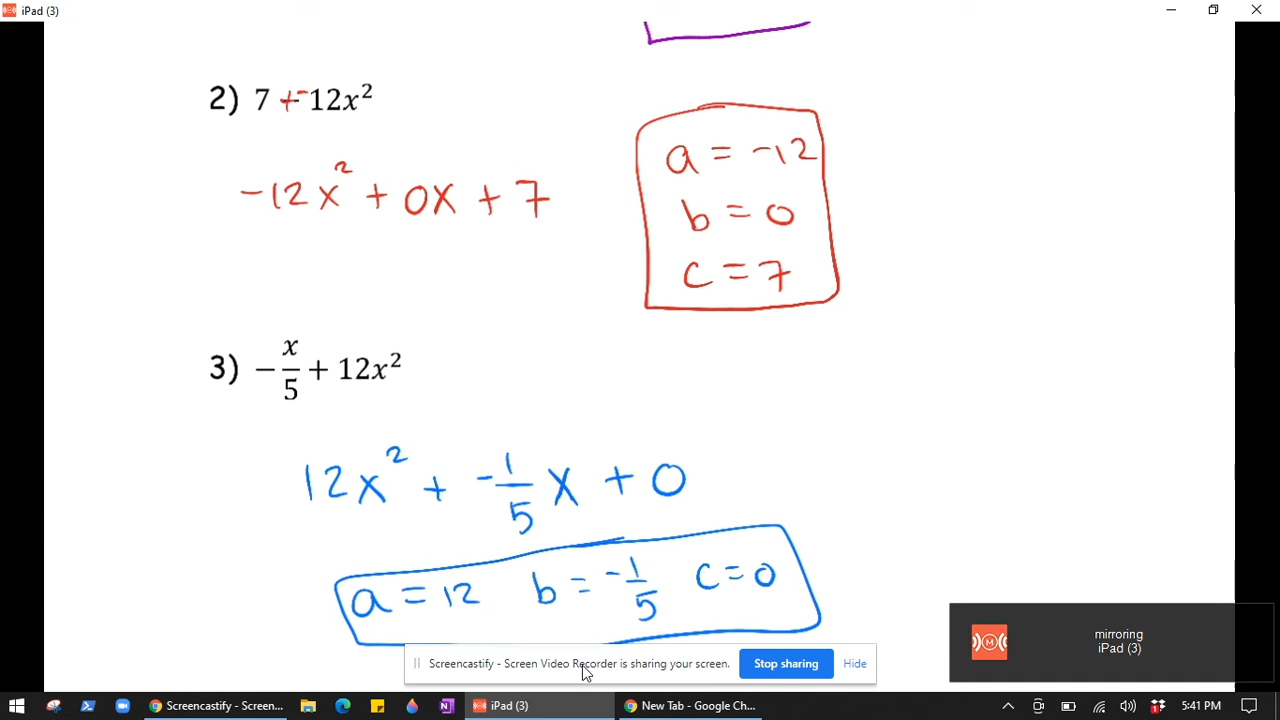 iPad (3)
2) 7 + -12x²
-12x² + 0x + 7
a = -12
b = 0
c = 7
3) -x/5 + 12x²
12x² + -1/5 x + 0
a = 12 b = -1/5 c = 0
mirroring
iPad (3)
Screencastify - Screen Video Recorder is sharing your screen. Stop sharing Hide
Screencastify - Screen... iPad (3) New Tab - Google Ch... 5:41 PM